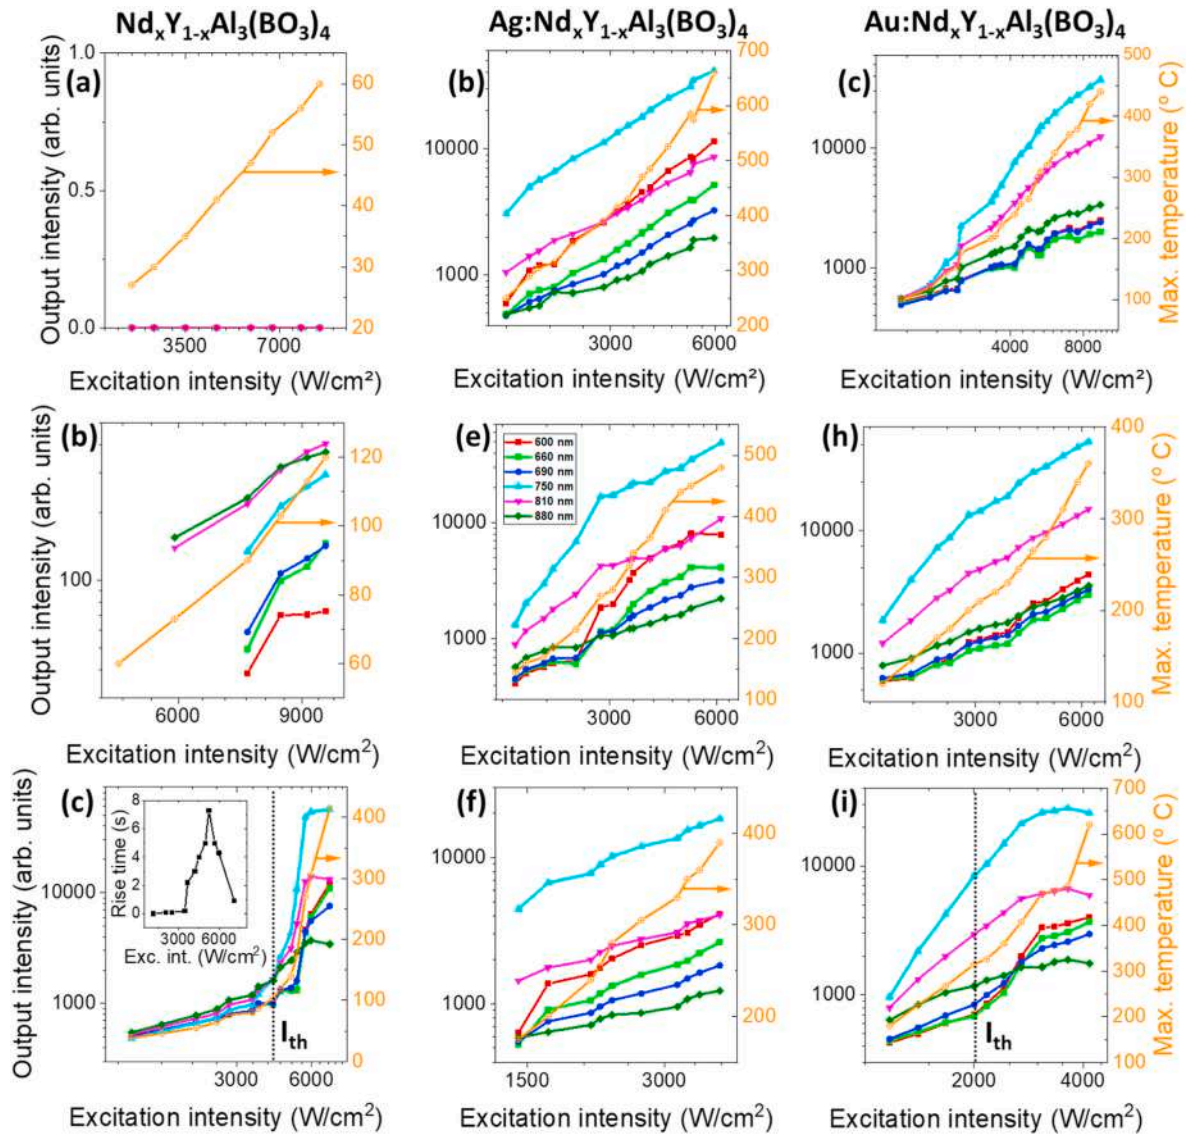 NdₓY₁₋ₓAl₃(BO₃)₄
Ag:NdₓY₁₋ₓAl₃(BO₃)₄
Au:NdₓY₁₋ₓAl₃(BO₃)₄
(a)
Output intensity (arb. units)
1.0
0.5
0.0
60
50
40
30
20
3500
7000
Excitation intensity (W/cm²)
(b)
10000
1000
700
600
500
400
300
200
3000
6000
Excitation intensity (W/cm²)
(c)
10000
1000
500
400
300
200
100
Max. temperature (º C)
4000
8000
Excitation intensity (W/cm²)
(b)
Output intensity (arb. units)
100
120
100
80
60
6000
9000
Excitation intensity (W/cm²)
(e)
600 nm
660 nm
690 nm
750 nm
810 nm
880 nm
10000
1000
500
400
300
200
100
3000
6000
Excitation intensity (W/cm²)
(h)
10000
1000
400
300
200
100
Max. temperature (º C)
3000
6000
Excitation intensity (W/cm²)
(c)
Output intensity (arb. units)
10000
1000
Rise time (s)
8
6
4
2
0
3000
6000
Exc. int. (W/cm²)
Iₜₕ
400
300
200
100
0
3000
6000
Excitation intensity (W/cm²)
(f)
10000
1000
400
300
200
1500
3000
Excitation intensity (W/cm²)
(i)
10000
1000
Iₜₕ
700
600
500
400
300
200
100
Max. temperature (º C)
2000
4000
Excitation intensity (W/cm²)